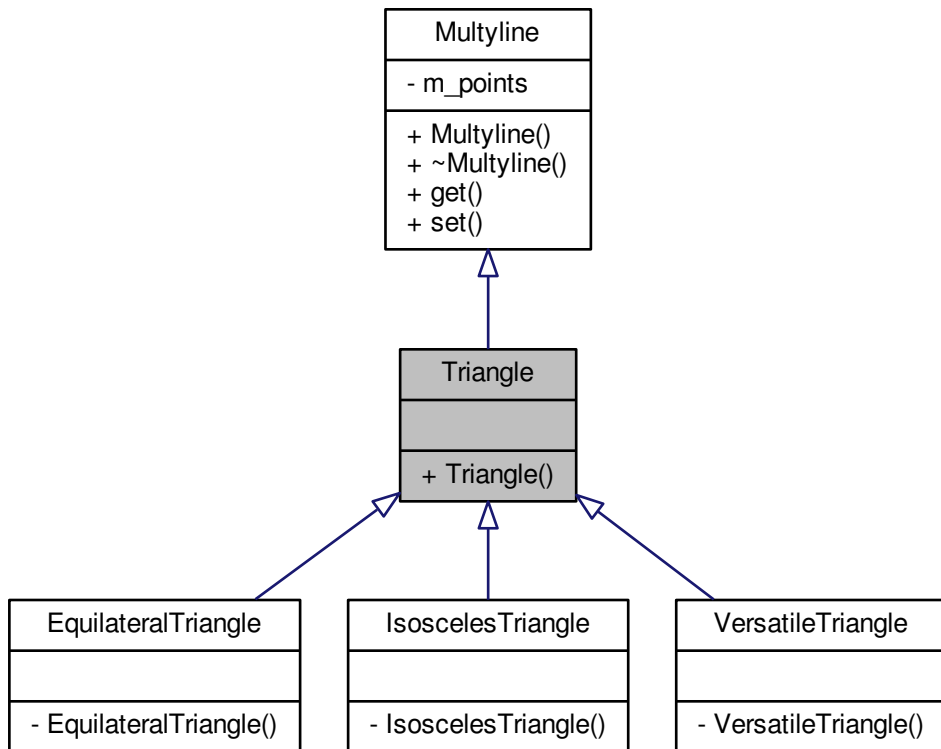 Multyline
- m_points
+ Multyline()
+ ~Multyline()
+ get()
+ set()
Triangle
+ Triangle()
EquilateralTriangle
- EquilateralTriangle()
IsoscelesTriangle
- IsoscelesTriangle()
VersatileTriangle
- VersatileTriangle()